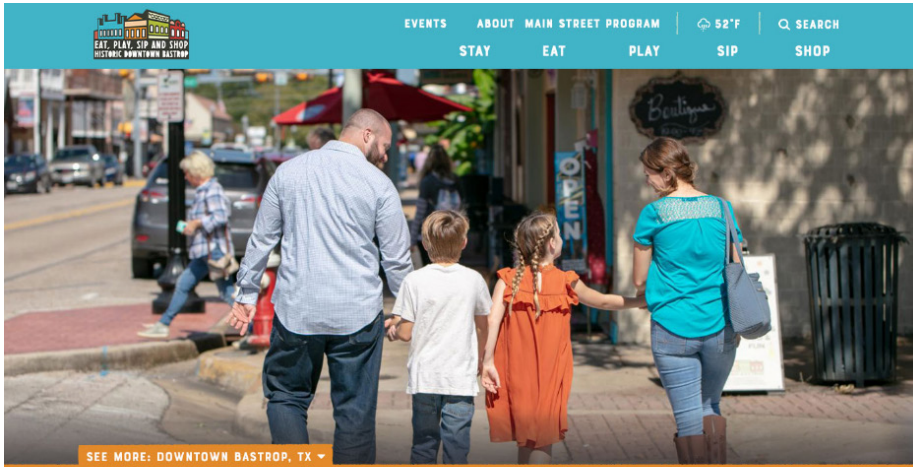 EAT, PLAY, SIP AND SHOP
HISTORIC DOWNTOWN BASTROP
EVENTS ABOUT MAIN STREET PROGRAM 52°F SEARCH
STAY EAT PLAY SIP SHOP
Boutique
OPEN
FUN
SEE MORE: DOWNTOWN BASTROP, TX